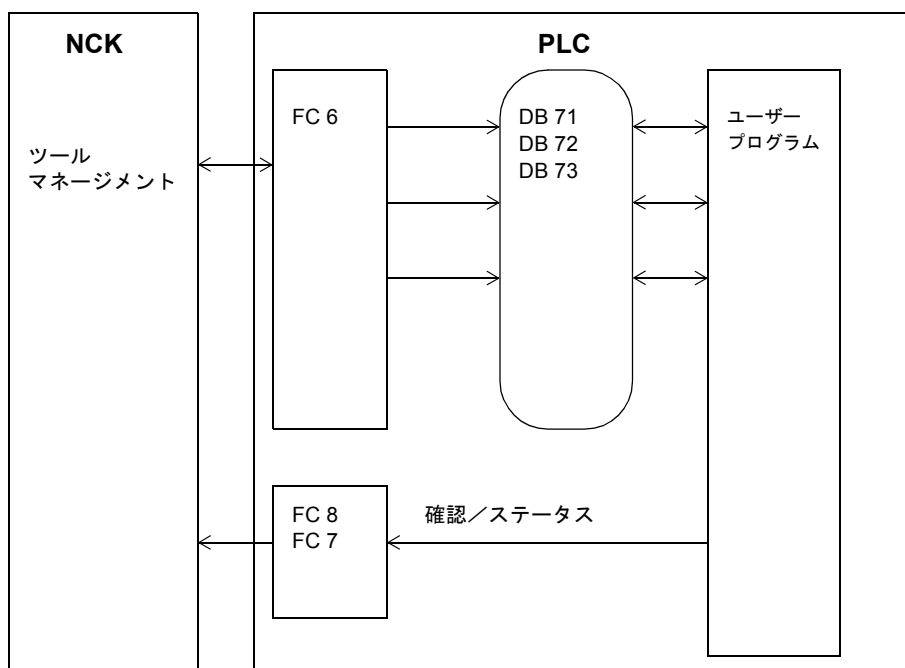 NCK
PLC
ツール
マネージメント
FC 6
DB 71
DB 72
DB 73
ユーザー
プログラム
FC 8
FC 7
確認／ステータス